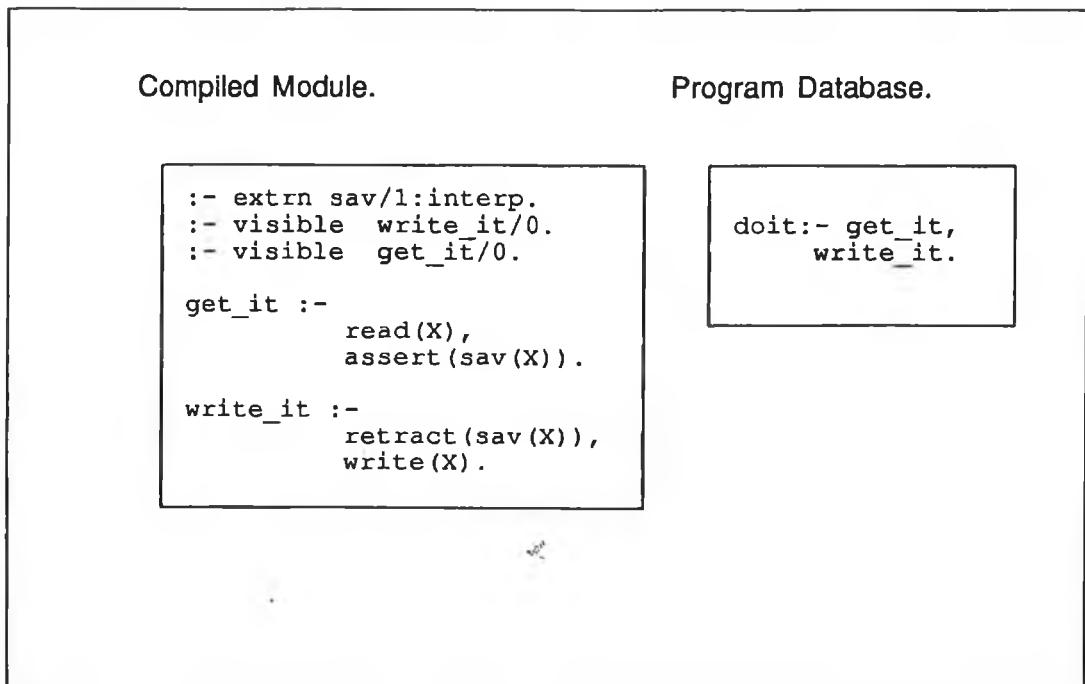 Compiled Module.
Program Database.
:- extrn sav/1:interp.
:- visible  write_it/0.
:- visible  get_it/0.
get_it :-
read(X),
assert(sav(X)).
write_it :-
retract(sav(X)),
write(X).
doit:- get_it,
write_it.